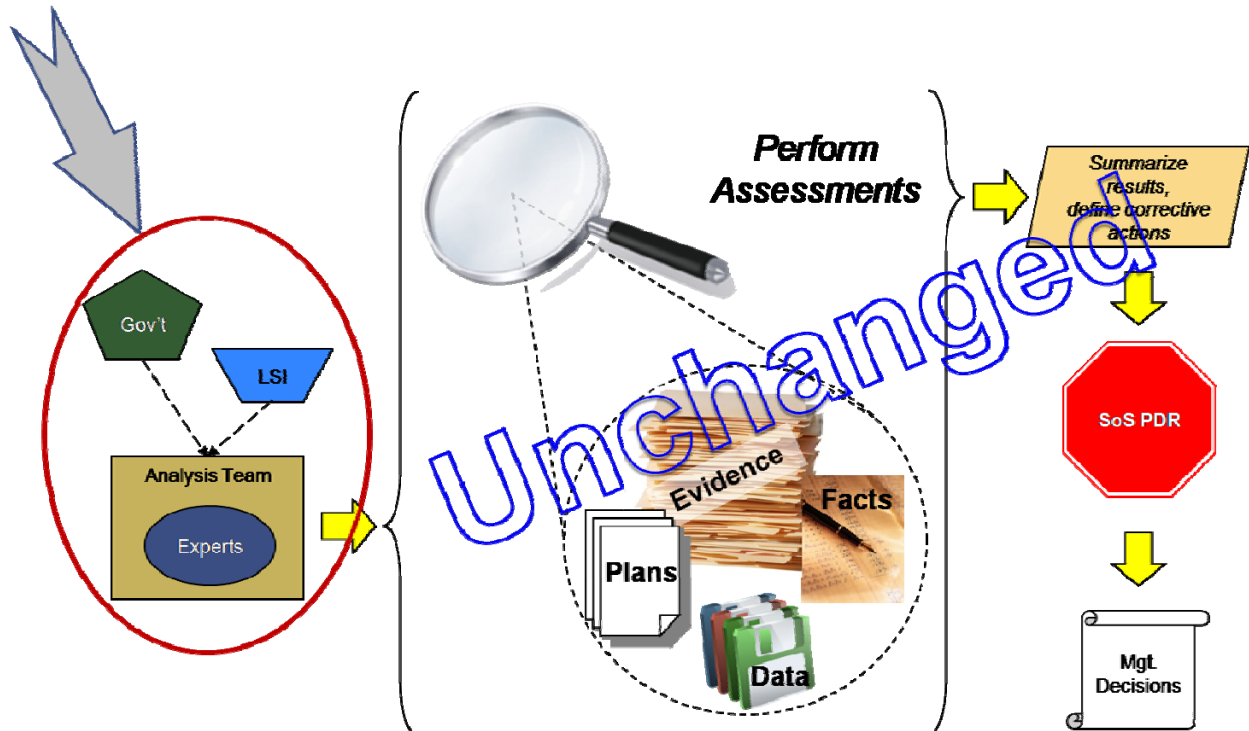 Gov't
LSI
Analysis Team
Experts
Perform
Assessments
Unchanged
Evidence
Facts
Plans
Data
Summarize
results,
define corrective
actions
SoS PDR
Mgt.
Decisions